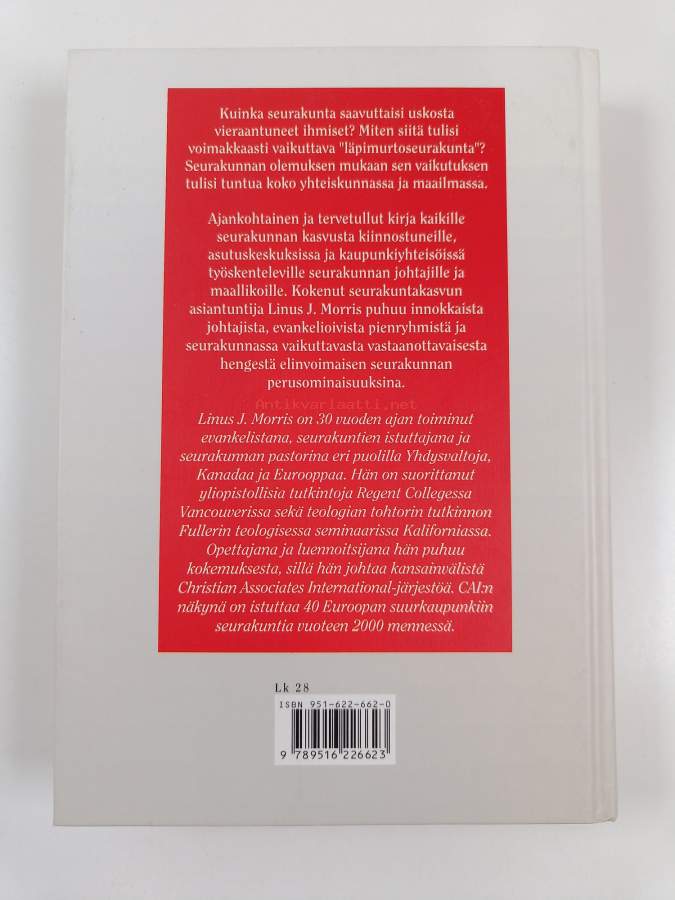 Kuinka seurakunta saavuttaisi uskosta
vieraantuneet ihmiset? Miten siitä tulisi
voimakkaasti vaikuttava "läpimurtoseurakunta"?
Seurakunnan olemuksen mukaan sen vaikutuksen
tulisi tuntua koko yhteiskunnassa ja maailmassa.
Ajankohtainen ja tervetullut kirja kaikille
seurakunnan kasvusta kiinnostuneille,
asutuskeskuksissa ja kaupunkiyhteisöissä
työskenteleville seurakunnan johtajille ja
maallikoille. Kokenut seurakuntakasvun
asiantuntija Linus J. Morris puhuu innokkaista
johtajista, evankelioivista pienryhmistä ja
seurakunnassa vaikuttavasta vastaanottavaisesta
hengestä elinvoimaisen seurakunnan
perusominaisuuksina.
Antikvariaatti.net
Linus J. Morris on 30 vuoden ajan toiminut
evankelistana, seurakuntien istuttajana ja
seurakunnan pastorina eri puolilla Yhdysvaltoja,
Kanadaa ja Eurooppaa. Hän on suorittanut
yliopistollisia tutkintoja Regent Collegessa
Vancouverissa sekä teologian tohtorin tutkinnon
Fullerin teologisessa seminaarissa Kaliforniassa.
Opettajana ja luennoitsijana hän puhuu
kokemuksesta, sillä hän johtaa kansainvälistä
Christian Associates International-järjestöä. CAI:n
näkynä on istuttaa 40 Euroopan suurkaupunkiin
seurakuntia vuoteen 2000 mennessä.
Lk 28
ISBN 951-622-662-0
9 789516 226623